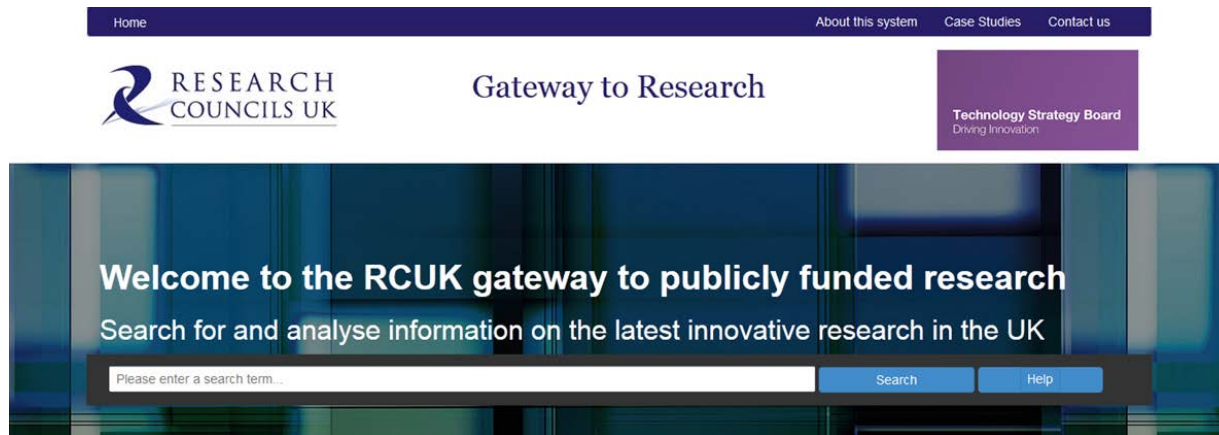 Home About this system Case Studies Contact us
RESEARCH
COUNCILS UK
Gateway to Research
Technology Strategy Board
Driving Innovation
Welcome to the RCUK gateway to publicly funded research
Search for and analyse information on the latest innovative research in the UK
Please enter a search term... Search Help